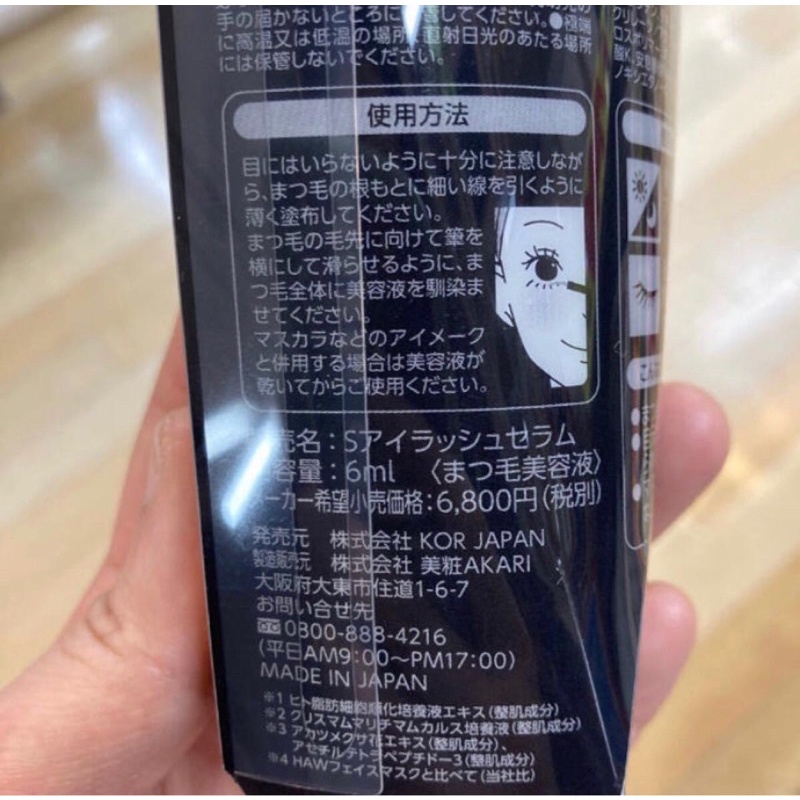 手の届かないところに
してください。●極端
に高温又は低温の場所、直射日光のあたる場所
には保管しないでください。
使用方法
目にはいらないように十分に注意しなが
ら、まつ毛の根もとに細い線を引くように
薄く塗布してください。
まつ毛の毛先に向けて筆を
横にして滑らせるように、ま
つ毛全体に美容液を馴染ま
せてください。
マスカラなどのアイメーク
と併用する場合は美容液が
乾いてからご使用ください。
売名：Sアイラッシュセラム
容量：6ml 〈まつ毛美容液〉
メーカー希望小売価格：6,800円（税別）
発売元 株式会社 KOR JAPAN
製造販売元 株式会社 美粧AKARI
大阪府大東市住道1-6-7
お問い合せ先
0800-888-4216
（平日AM9：00〜PM17：00）
MADE IN JAPAN
※1 ヒト脂肪細胞順化培養液エキス（整肌成分）
※2 クリスマムマリチマムカルス培養液（整肌成分）
※3 アカツメクサ花エキス（整肌成分）、
アセチルテトラペプチドー3（整肌成分）
※4 HAWフェイスマスクと比べて（当社比）